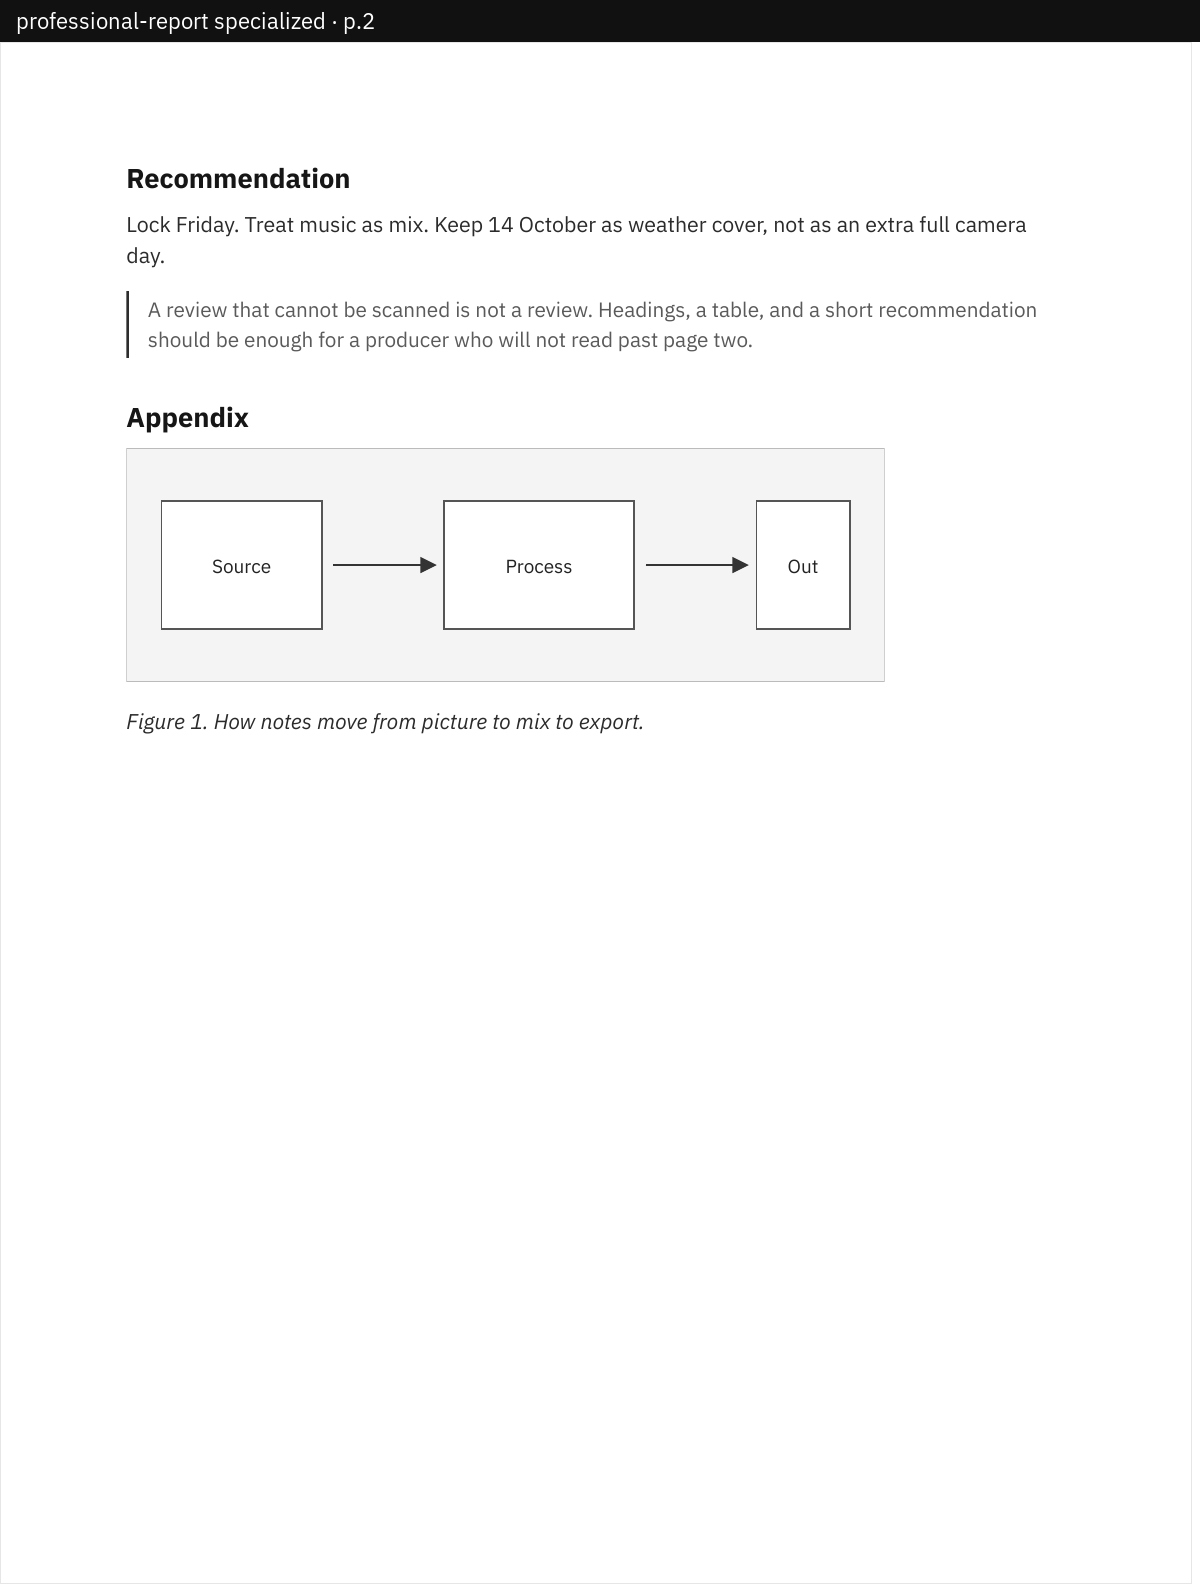 professional-report specialized · p.2
Recommendation
Lock Friday. Treat music as mix. Keep 14 October as weather cover, not as an extra full camera
day.
A review that cannot be scanned is not a review. Headings, a table, and a short recommendation
should be enough for a producer who will not read past page two.
Appendix
Source
Process
Out
Figure 1. How notes move from picture to mix to export.